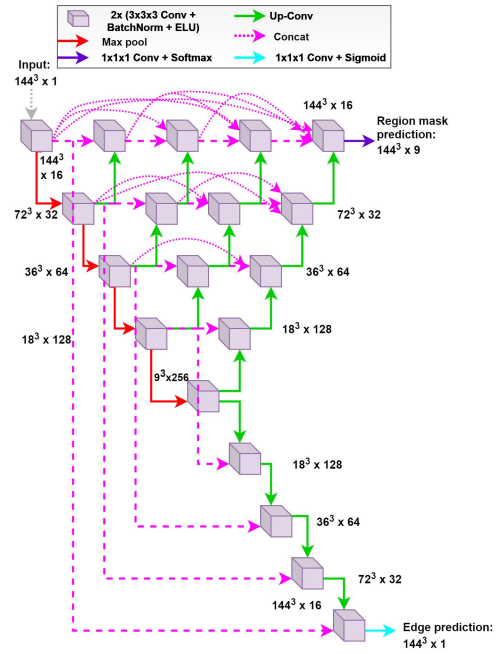 2x (3x3x3 Conv +
BatchNorm + ELU)
Up-Conv
Max pool
Concat
1x1x1 Conv + Softmax
1x1x1 Conv + Sigmoid
Input:
144³ x 1
144³ x 16
Region mask
prediction:
144³ x 9
144³
x 16
72³ x 32
72³ x 32
36³ x 64
36³ x 64
18³ x 128
18³ x 128
9³x256
18³ x 128
36³ x 64
72³ x 32
144³ x 16
Edge prediction:
144³ x 1